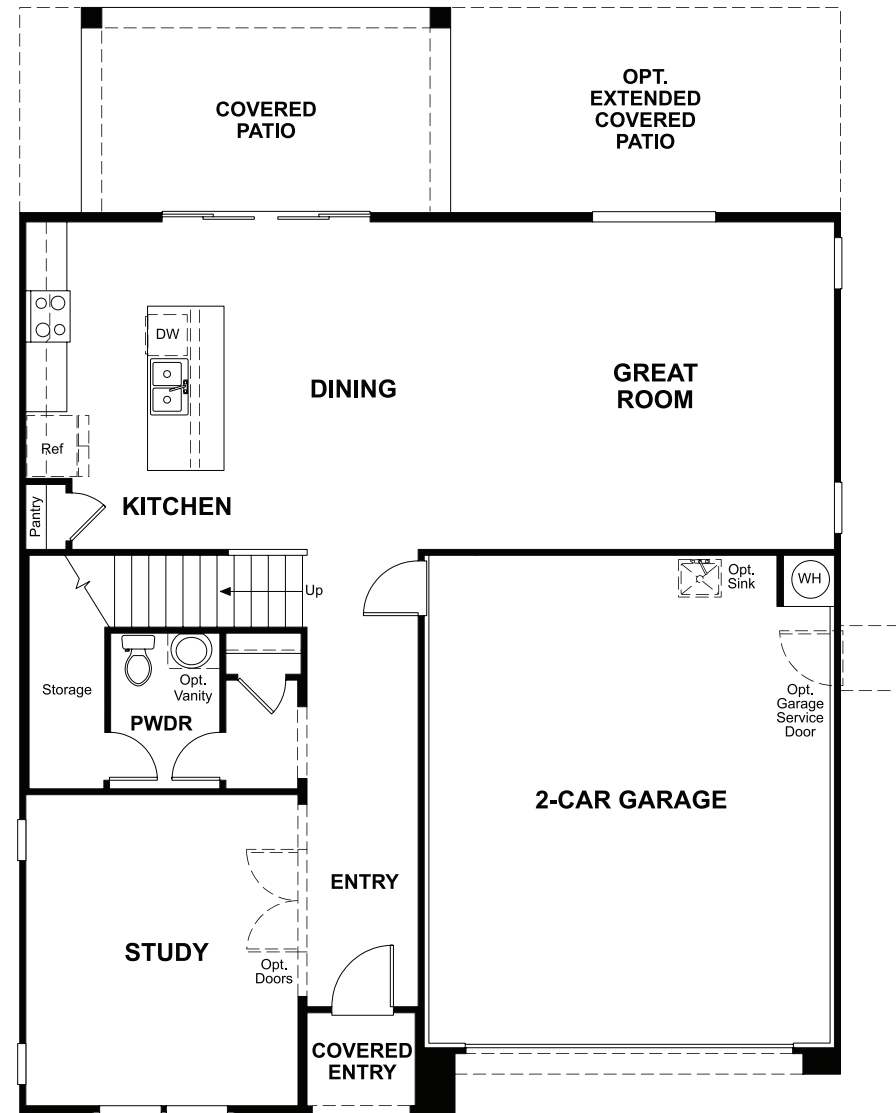 COVERED
PATIO
OPT.
EXTENDED
COVERED
PATIO
DW
DINING
GREAT
ROOM
Ref
KITCHEN
Pantry
Up
Opt.
Sink
WH
Storage
Opt.
Vanity
PWDR
Opt.
Garage
Service
Door
2-CAR GARAGE
ENTRY
STUDY
Opt.
Doors
COVERED
ENTRY